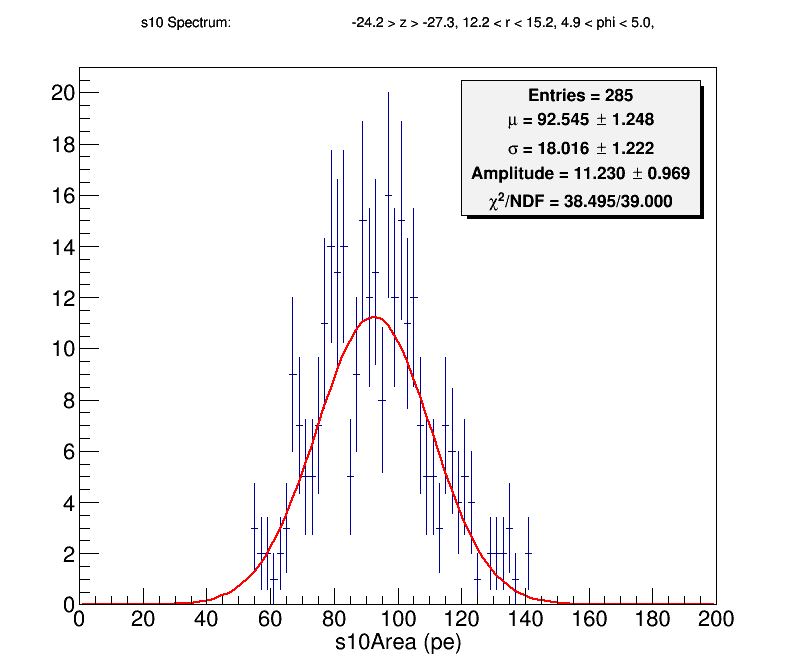 s10 Spectrum: -24.2 > z > -27.3, 12.2 < r < 15.2, 4.9 < phi < 5.0,
Entries = 285
μ = 92.545 ± 1.248
σ = 18.016 ± 1.222
Amplitude = 11.230 ± 0.969
χ²/NDF = 38.495/39.000
20
18
16
14
12
10
8
6
4
2
0
0 20 40 60 80 100 120 140 160 180 200
s10Area (pe)